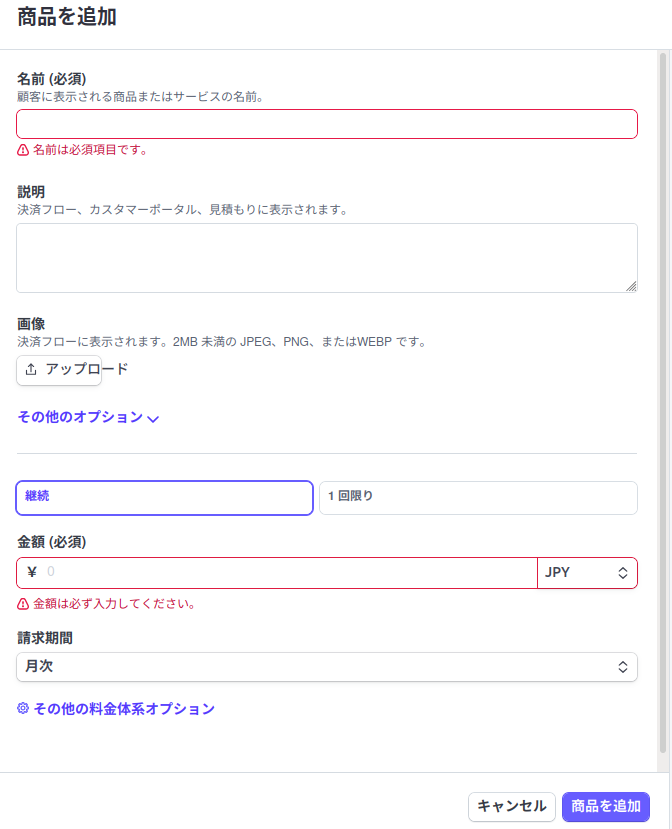 商品を追加
名前 (必須)
顧客に表示される商品またはサービスの名前。
名前は必須項目です。
説明
決済フロー、カスタマーポータル、見積もりに表示されます。
画像
決済フローに表示されます。2MB 未満の JPEG、PNG、またはWEBP です。
アップロード
その他のオプション
継続
1 回限り
金額 (必須)
¥ 0
JPY
金額は必ず入力してください。
請求期間
月次
その他の料金体系オプション
キャンセル
商品を追加